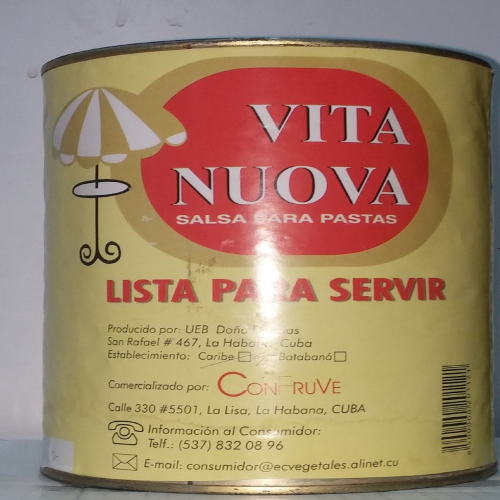 VITA
NUOVA
SALSA PARA PASTAS
LISTA PARA SERVIR
Producido por: UEB Doña
San Rafael # 467, La Habana, Cuba
Establecimiento: Caribe Batabanó
Comercializado por: CONFRUVE
Calle 330 #5501, La Lisa, La Habana, CUBA
Información al Consumidor:
Telf.: (537) 832 08 96
E-mail: consumidor@ecvegetales.alinet.cu